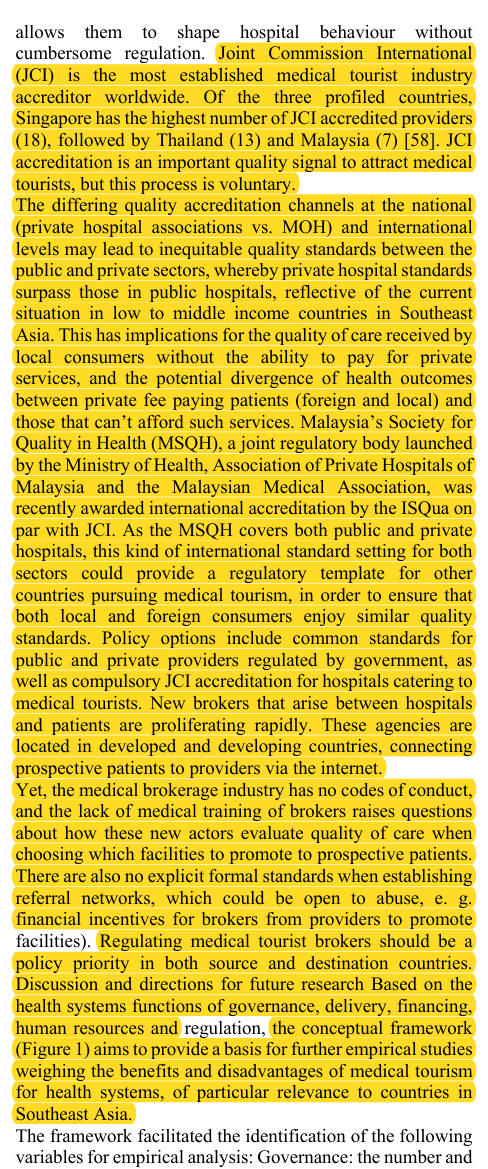 allows them to shape hospital behaviour without
cumbersome regulation. Joint Commission International
(JCI) is the most established medical tourist industry
accreditor worldwide. Of the three profiled countries,
Singapore has the highest number of JCI accredited providers
(18), followed by Thailand (13) and Malaysia (7) [58]. JCI
accreditation is an important quality signal to attract medical
tourists, but this process is voluntary.
The differing quality accreditation channels at the national
(private hospital associations vs. MOH) and international
levels may lead to inequitable quality standards between the
public and private sectors, whereby private hospital standards
surpass those in public hospitals, reflective of the current
situation in low to middle income countries in Southeast
Asia. This has implications for the quality of care received by
local consumers without the ability to pay for private
services, and the potential divergence of health outcomes
between private fee paying patients (foreign and local) and
those that can't afford such services. Malaysia's Society for
Quality in Health (MSQH), a joint regulatory body launched
by the Ministry of Health, Association of Private Hospitals of
Malaysia and the Malaysian Medical Association, was
recently awarded international accreditation by the ISQua on
par with JCI. As the MSQH covers both public and private
hospitals, this kind of international standard setting for both
sectors could provide a regulatory template for other
countries pursuing medical tourism, in order to ensure that
both local and foreign consumers enjoy similar quality
standards. Policy options include common standards for
public and private providers regulated by government, as
well as compulsory JCI accreditation for hospitals catering to
medical tourists. New brokers that arise between hospitals
and patients are proliferating rapidly. These agencies are
located in developed and developing countries, connecting
prospective patients to providers via the internet.
Yet, the medical brokerage industry has no codes of conduct,
and the lack of medical training of brokers raises questions
about how these new actors evaluate quality of care when
choosing which facilities to promote to prospective patients.
There are also no explicit formal standards when establishing
referral networks, which could be open to abuse, e. g.
financial incentives for brokers from providers to promote
facilities). Regulating medical tourist brokers should be a
policy priority in both source and destination countries.
Discussion and directions for future research Based on the
health systems functions of governance, delivery, financing,
human resources and regulation, the conceptual framework
(Figure 1) aims to provide a basis for further empirical studies
weighing the benefits and disadvantages of medical tourism
for health systems, of particular relevance to countries in
Southeast Asia.
The framework facilitated the identification of the following
variables for empirical analysis: Governance: the number and